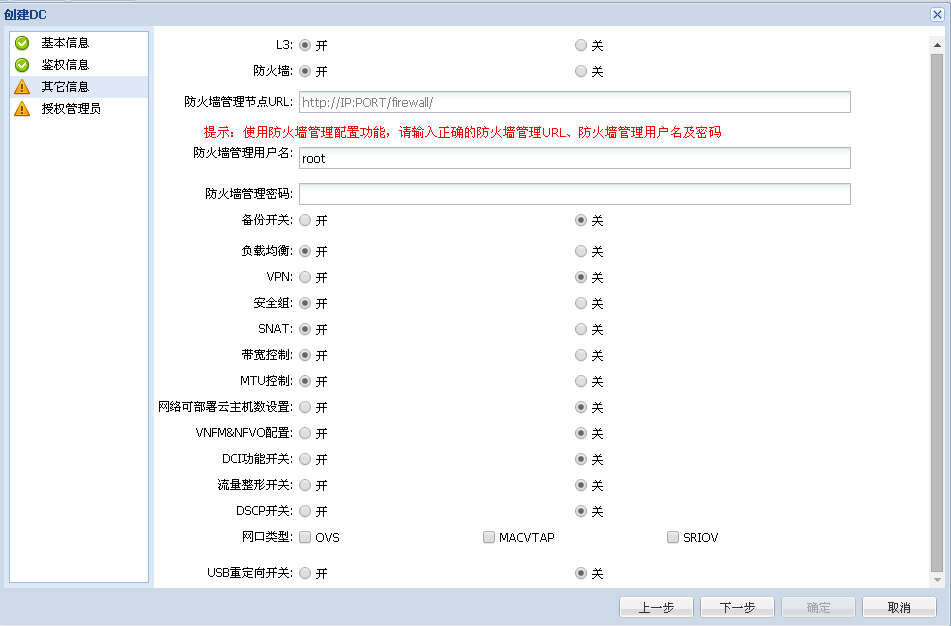 创建DC
基本信息
鉴权信息
其它信息
授权管理员
L3: 开 关
防火墙: 开 关
防火墙管理节点URL: http://IP:PORT/firewall/
提示：使用防火墙管理配置功能，请输入正确的防火墙管理URL、防火墙管理用户名及密码
防火墙管理用户名: root
防火墙管理密码:
备份开关: 开 关
负载均衡: 开 关
VPN: 开 关
安全组: 开 关
SNAT: 开 关
带宽控制: 开 关
MTU控制: 开 关
网络可部署云主机数设置: 开 关
VNFM&NFVO配置: 开 关
DCI功能开关: 开 关
流量整形开关: 开 关
DSCP开关: 开 关
网口类型: OVS MACVTAP SRIOV
USB重定向开关: 开 关
上一步 下一步 确定 取消